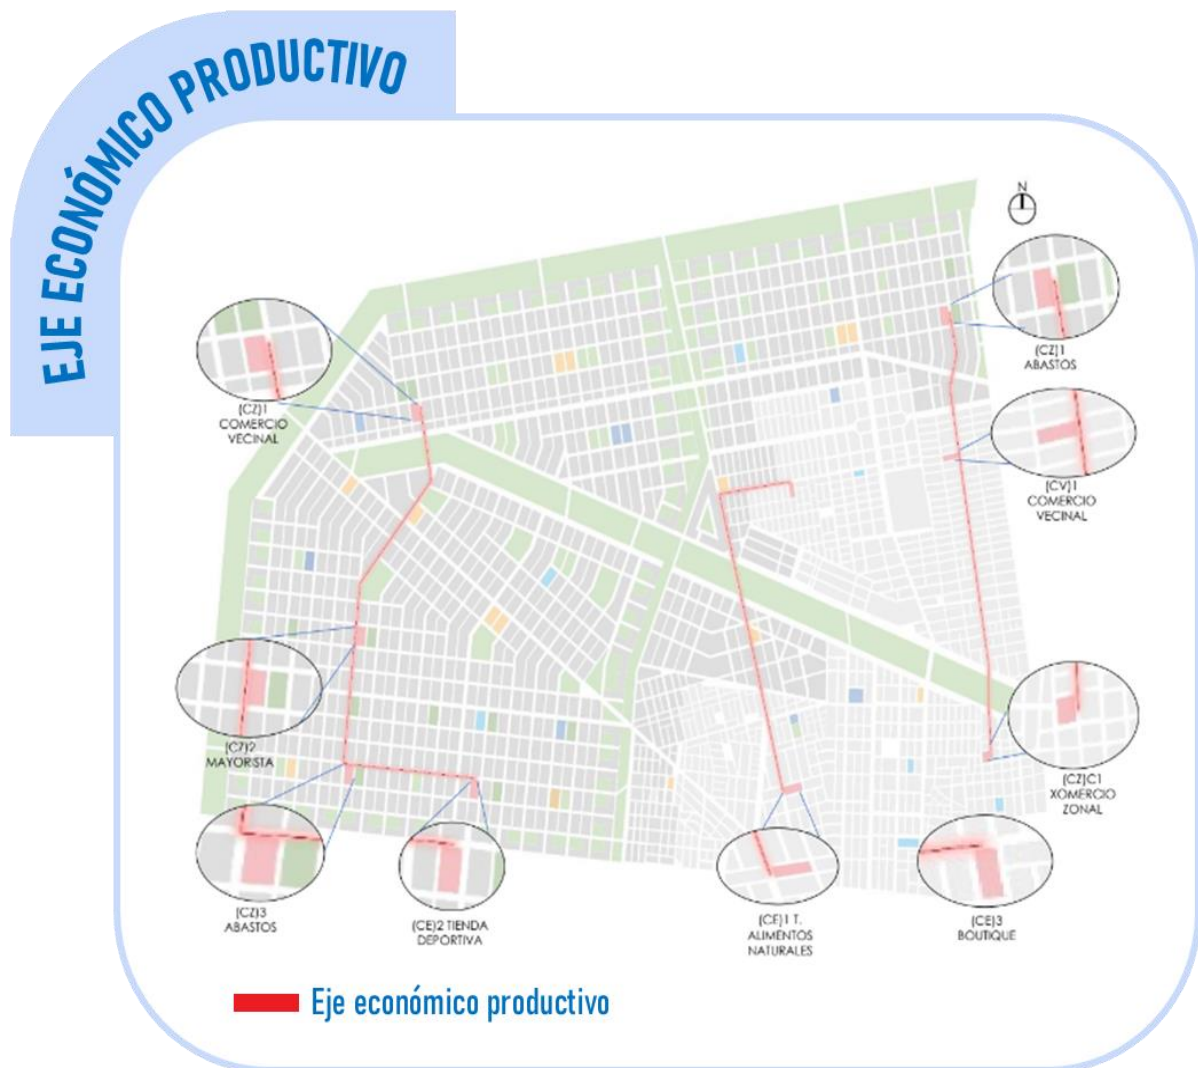 EJE ECONÓMICO PRODUCTIVO
N
(CZ)1
ABASTOS
(CZ)1
COMERCIO
VECINAL
(CV)1
COMERCIO
VECINAL
(CZ)2
MAYORISTA
(CZ)C1
XOMERCIO
ZONAL
(CZ)3
ABASTOS
(CE)2 TIENDA
DEPORTIVA
(CE)1 T.
ALIMENTOS
NATURALES
(CE)3
BOUTIQUE
Eje económico productivo